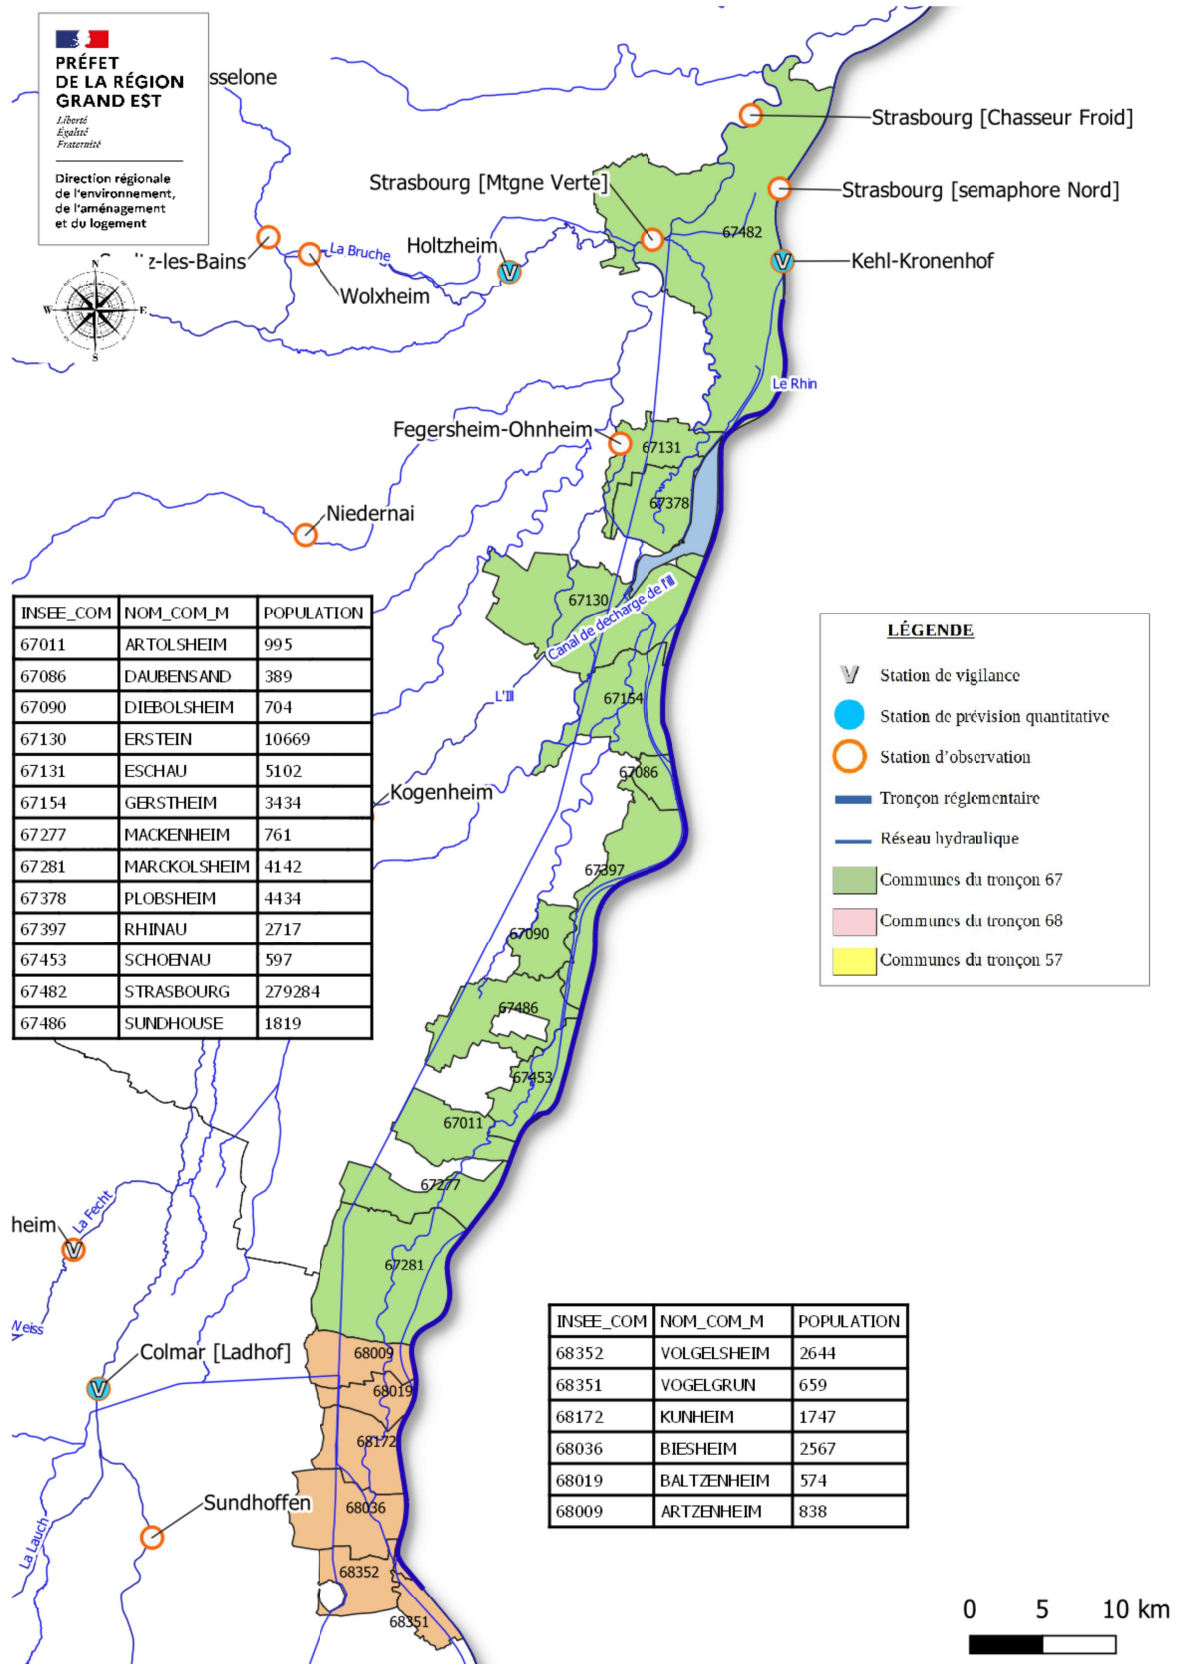 PRÉFET
DE LA RÉGION
GRAND EST
Liberté
Égalité
Fraternité
Direction régionale
de l'environnement,
de l'aménagement
et du logement
sselone
Strasbourg [Chasseur Froid]
Strasbourg [Mtgne Verte]
Strasbourg [semaphore Nord]
67482
Holtzheim
V
La Bruche
z-les-Bains
Wolxheim
V
Kehl-Kronenhof
N
W
E
S
Le Rhin
Fegersheim-Ohnheim
67131
67378
Niedernai
67130
Canal de decharge de l'Ill
L'Ill
67154
67086
Kogenheim
67397
67090
67486
67453
67011
67277
67281
INSEE_COM NOM_COM_M POPULATION
67011 ARTOLSHEIM 995
67086 DAUBENSAND 389
67090 DIEBOLSHEIM 704
67130 ERSTEIN 10669
67131 ESCHAU 5102
67154 GERSTHEIM 3434
67277 MACKENHEIM 761
67281 MARCKOLSHEIM 4142
67378 PLOBSHEIM 4434
67397 RHINAU 2717
67453 SCHOENAU 597
67482 STRASBOURG 279284
67486 SUNDHOUSE 1819
LÉGENDE
V Station de vigilance
Station de prévision quantitative
Station d'observation
Tronçon réglementaire
Réseau hydraulique
Communes du tronçon 67
Communes du tronçon 68
Communes du tronçon 57
La Fecht
heim
V
Weiss
Colmar [Ladhof]
V
68009
68019
68172
68036
68352
68351
Sundhoffen
La Lauch
INSEE_COM NOM_COM_M POPULATION
68352 VOLGELSHEIM 2644
68351 VOGELGRUN 659
68172 KUNHEIM 1747
68036 BIESHEIM 2567
68019 BALTZENHEIM 574
68009 ARTZENHEIM 838
0 5 10 km